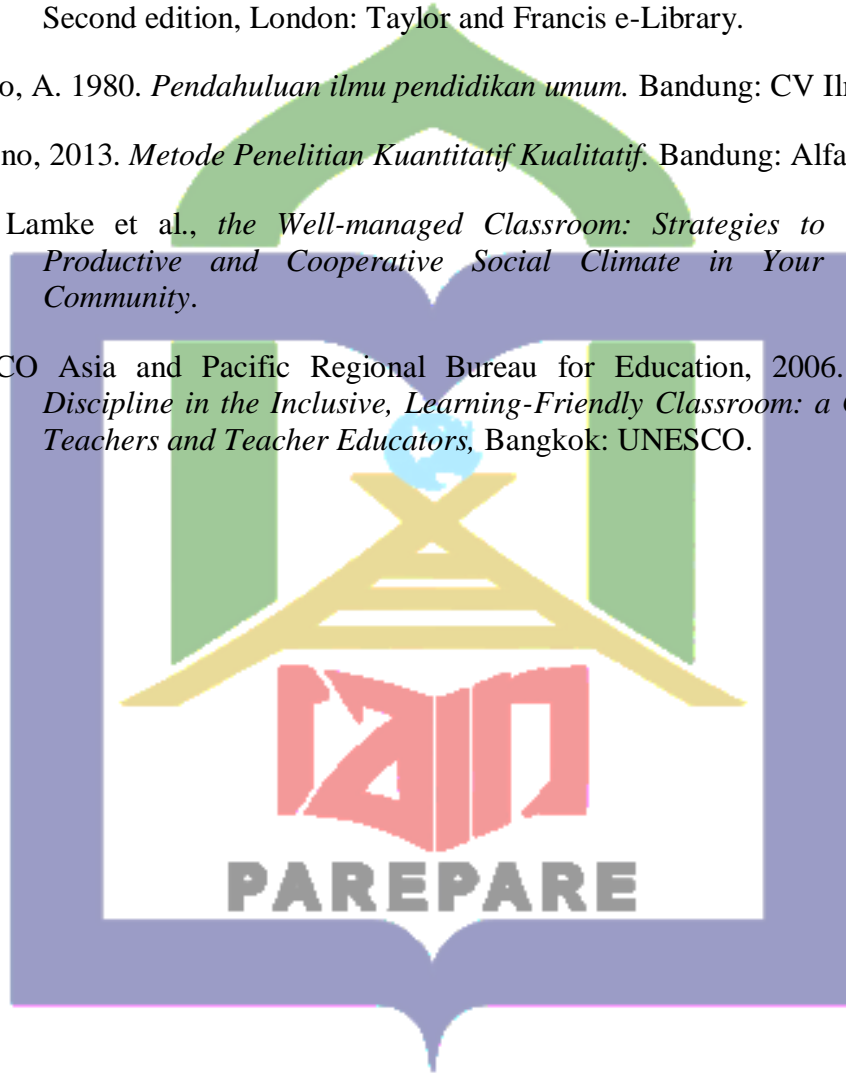 Second edition, London: Taylor and Francis e-Library.
o, A. 1980. Pendahuluan ilmu pendidikan umum. Bandung: CV Il
no, 2013. Metode Penelitian Kuantitatif Kualitatif. Bandung: Alfa
Lamke et al., the Well-managed Classroom: Strategies to
Productive and Cooperative Social Climate in Your
Community.
CO Asia and Pacific Regional Bureau for Education, 2006.
Discipline in the Inclusive, Learning-Friendly Classroom: a
Teachers and Teacher Educators, Bangkok: UNESCO.
iain
PAREPARE